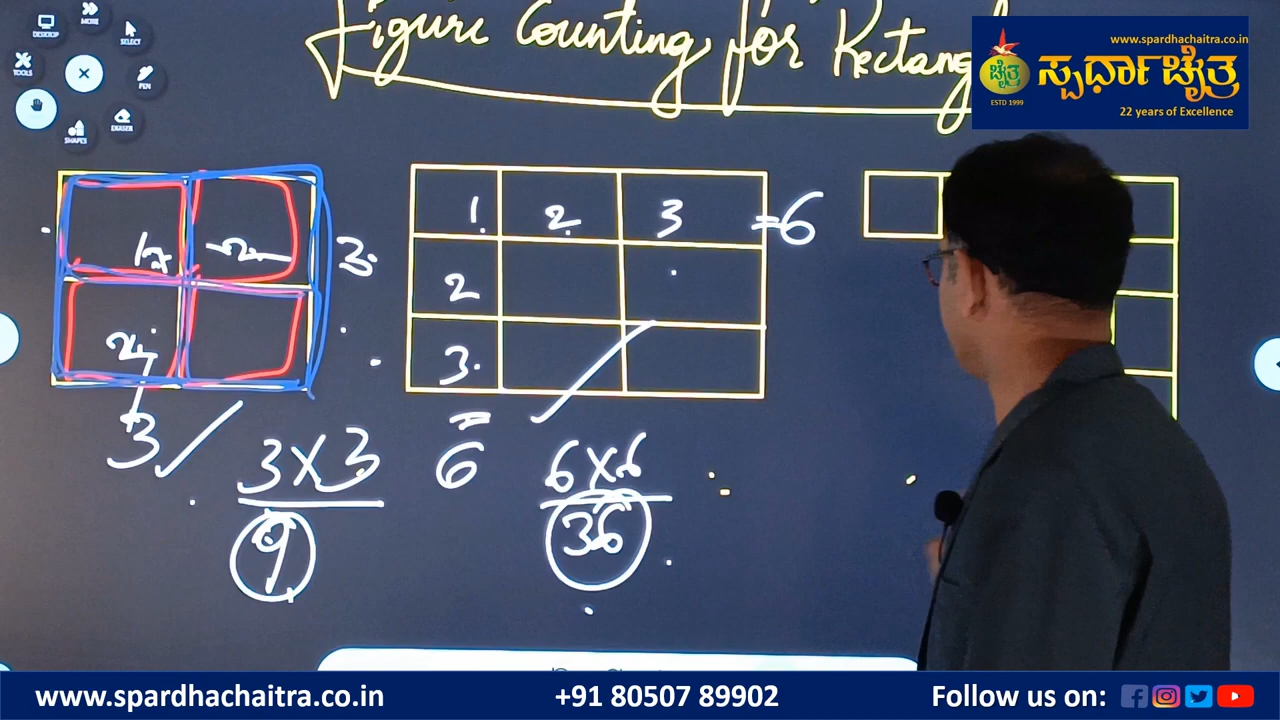 DESKTOP
MORE
SELECT
TOOLS
PEN
ERASER
SHAPES
Figure Counting for Rectang
www.spardhachaitra.co.in
ಚೈತ್ರ
ಸ್ಪರ್ಧಾಚೈತ್ರ
ESTD 1999
22 years of Excellence
1 2 3
2
3
3×3
9
1 2 3 =6
2
3
=
6
6×6
36
www.spardhachaitra.co.in
+91 80507 89902
Follow us on: